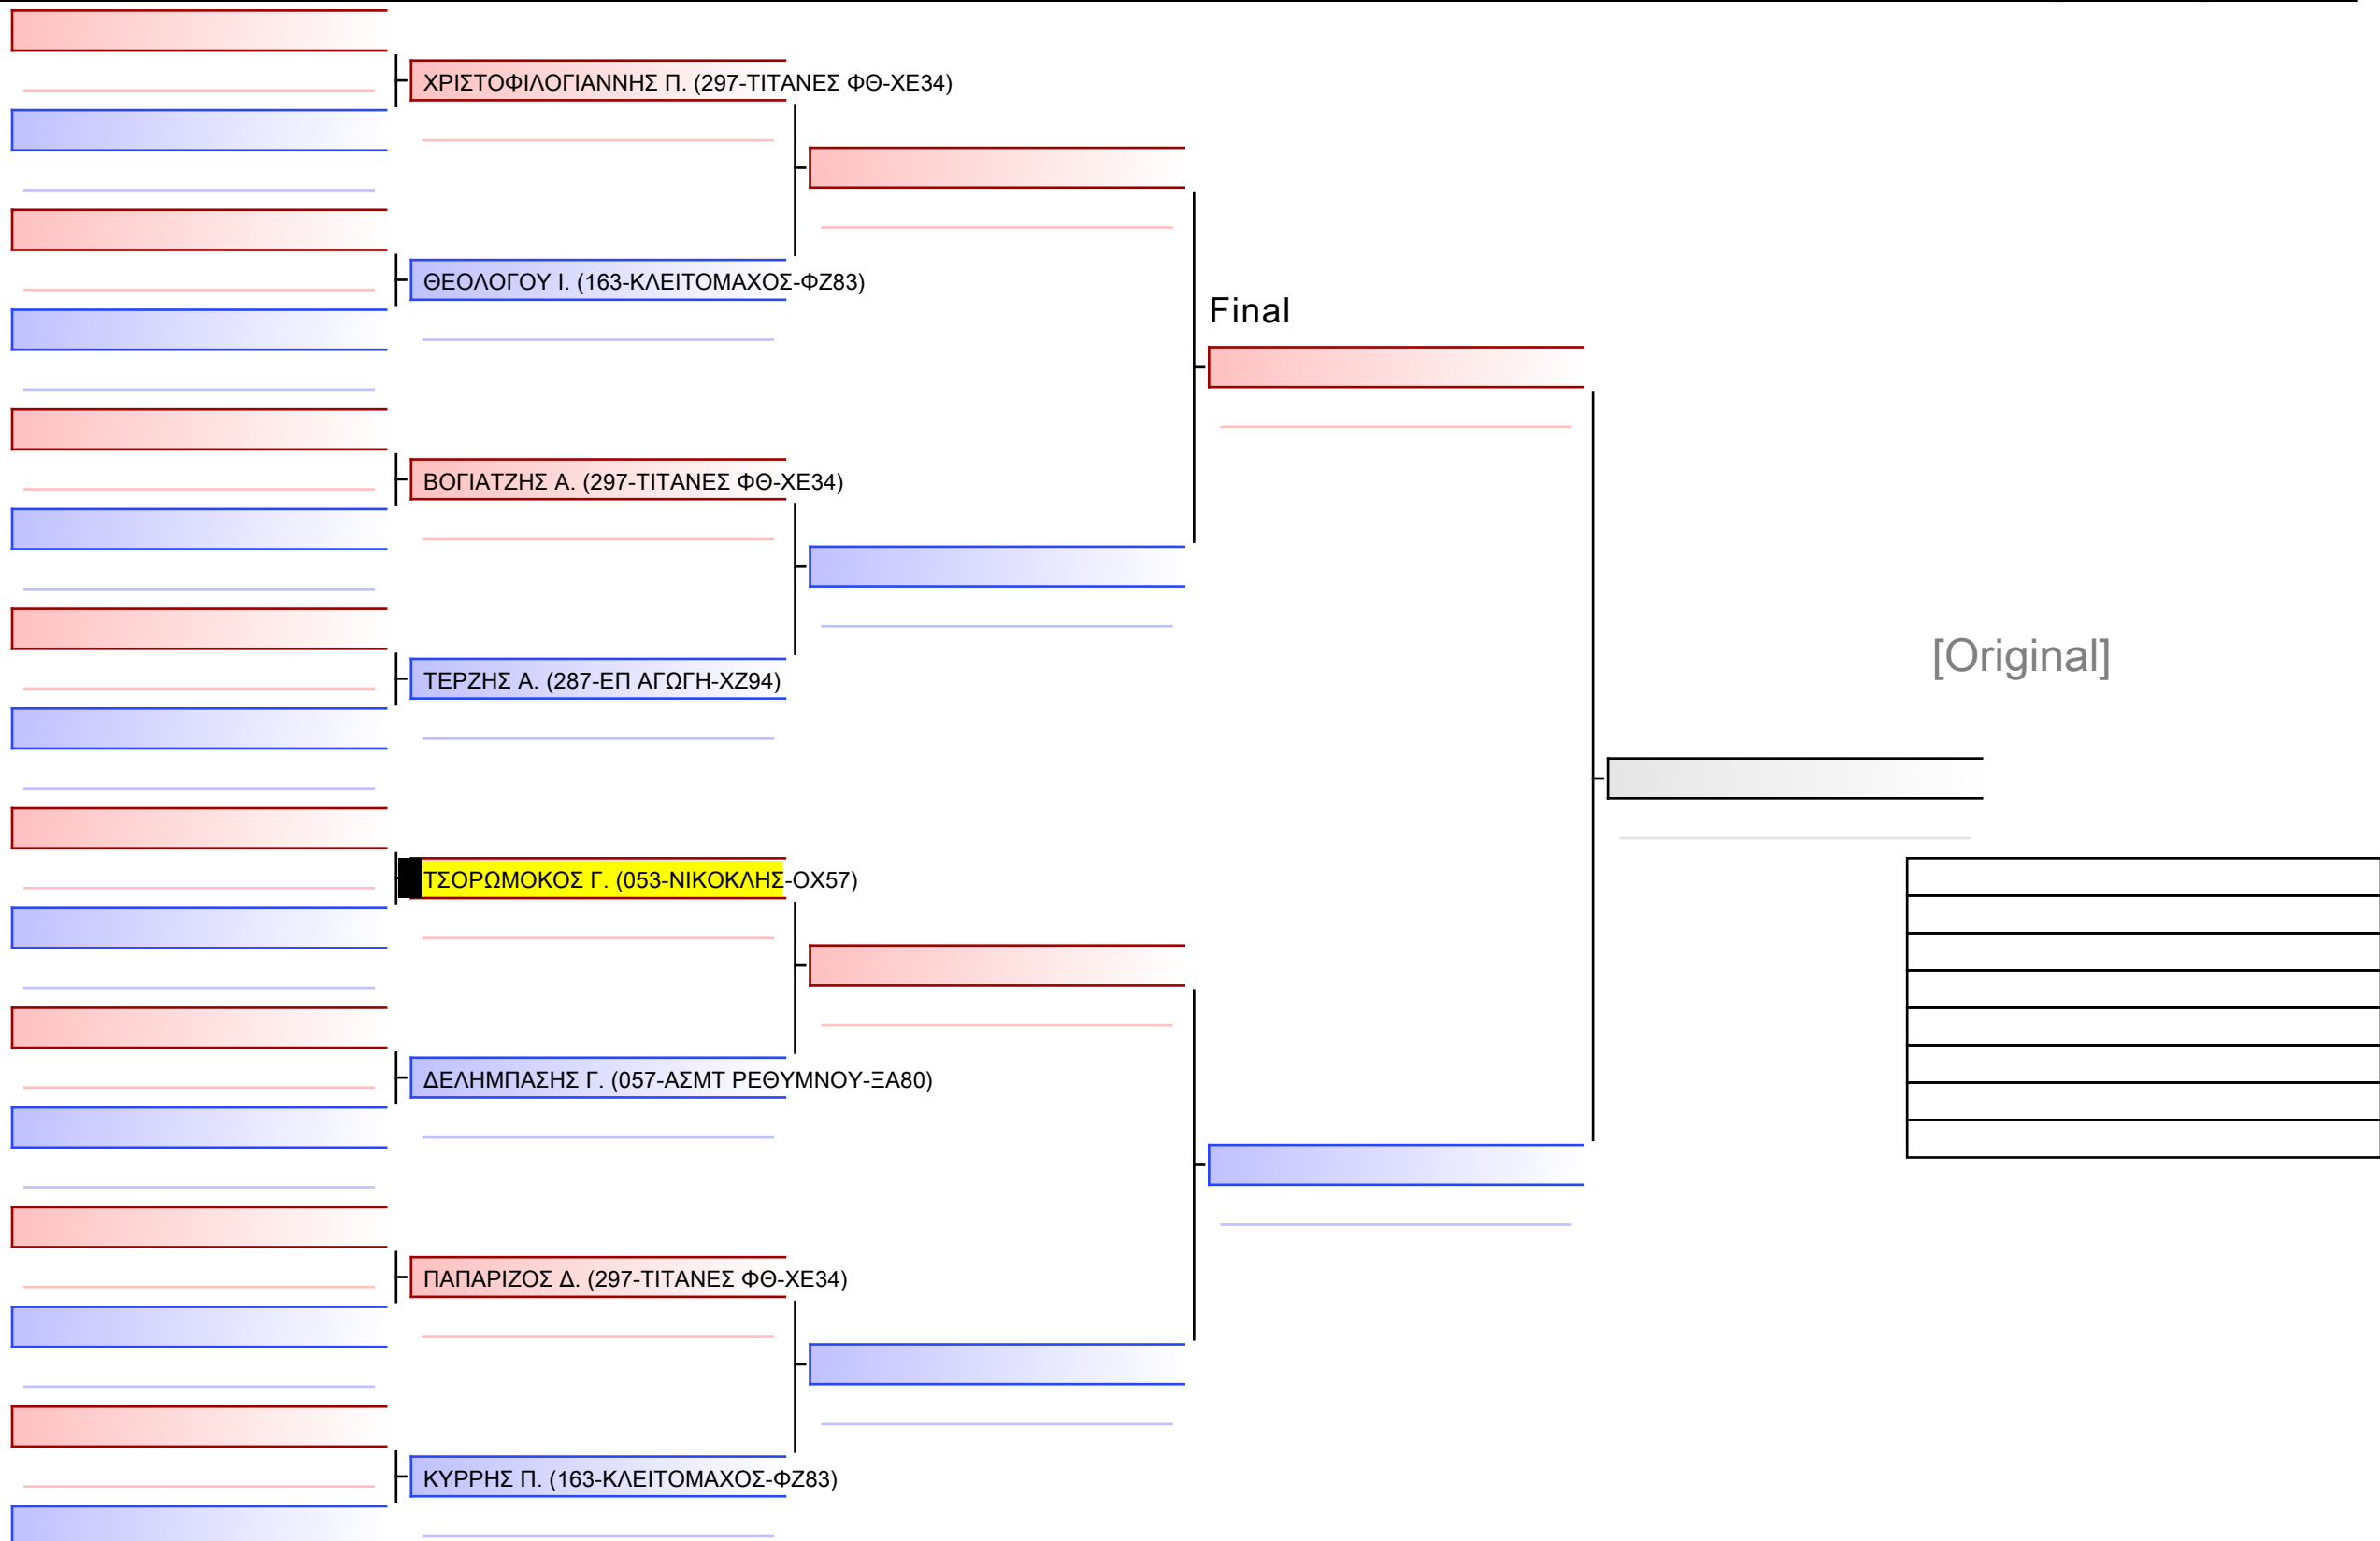 ΧΡΙΣΤΟΦΙΛΟΓΙΑΝΝΗΣ Π. (297-ΤΙΤΑΝΕΣ ΦΘ-ΧΕ34)
ΘΕΟΛΟΓΟΥ Ι. (163-ΚΛΕΙΤΟΜΑΧΟΣ-ΦΖ83)
Final
ΒΟΓΙΑΤΖΗΣ Α. (297-ΤΙΤΑΝΕΣ ΦΘ-ΧΕ34)
[Original]
ΤΕΡΖΗΣ Α. (287-ΕΠ ΑΓΩΓΗ-ΧΖ94)
ΤΣΟΡΩΜΟΚΟΣ Γ. (053-ΝΙΚΟΚΛΗΣ-ΟΧ57)
ΔΕΛΗΜΠΑΣΗΣ Γ. (057-ΑΣΜΤ ΡΕΘΥΜΝΟΥ-ΞΑ80)
ΠΑΠΑΡΙΖΟΣ Δ. (297-ΤΙΤΑΝΕΣ ΦΘ-ΧΕ34)
ΚΥΡΡΗΣ Π. (163-ΚΛΕΙΤΟΜΑΧΟΣ-ΦΖ83)